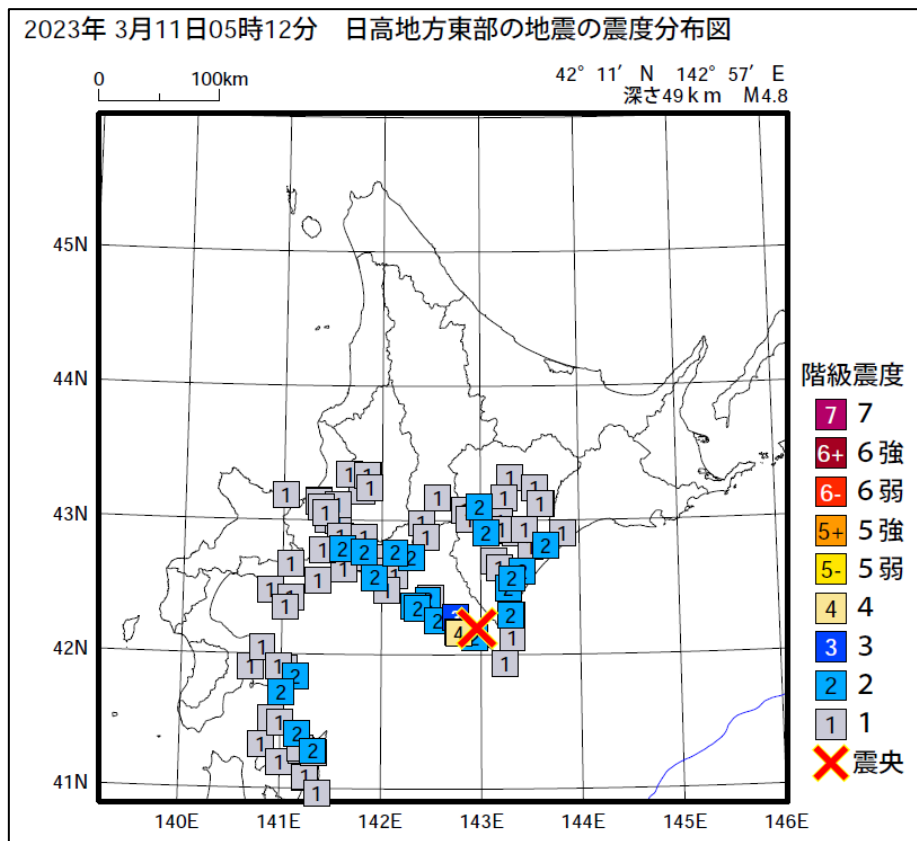 2023年 3月11日05時12分 日高地方東部の地震の震度分布図
0 100km
42° 11′ N 142° 57′ E
深さ49km M4.8
45N
44N
43N
42N
41N
140E 141E 142E 143E 144E 145E 146E
階級震度
7 7
6+ 6強
6- 6弱
5+ 5強
5- 5弱
4 4
3 3
2 2
1 1
震央